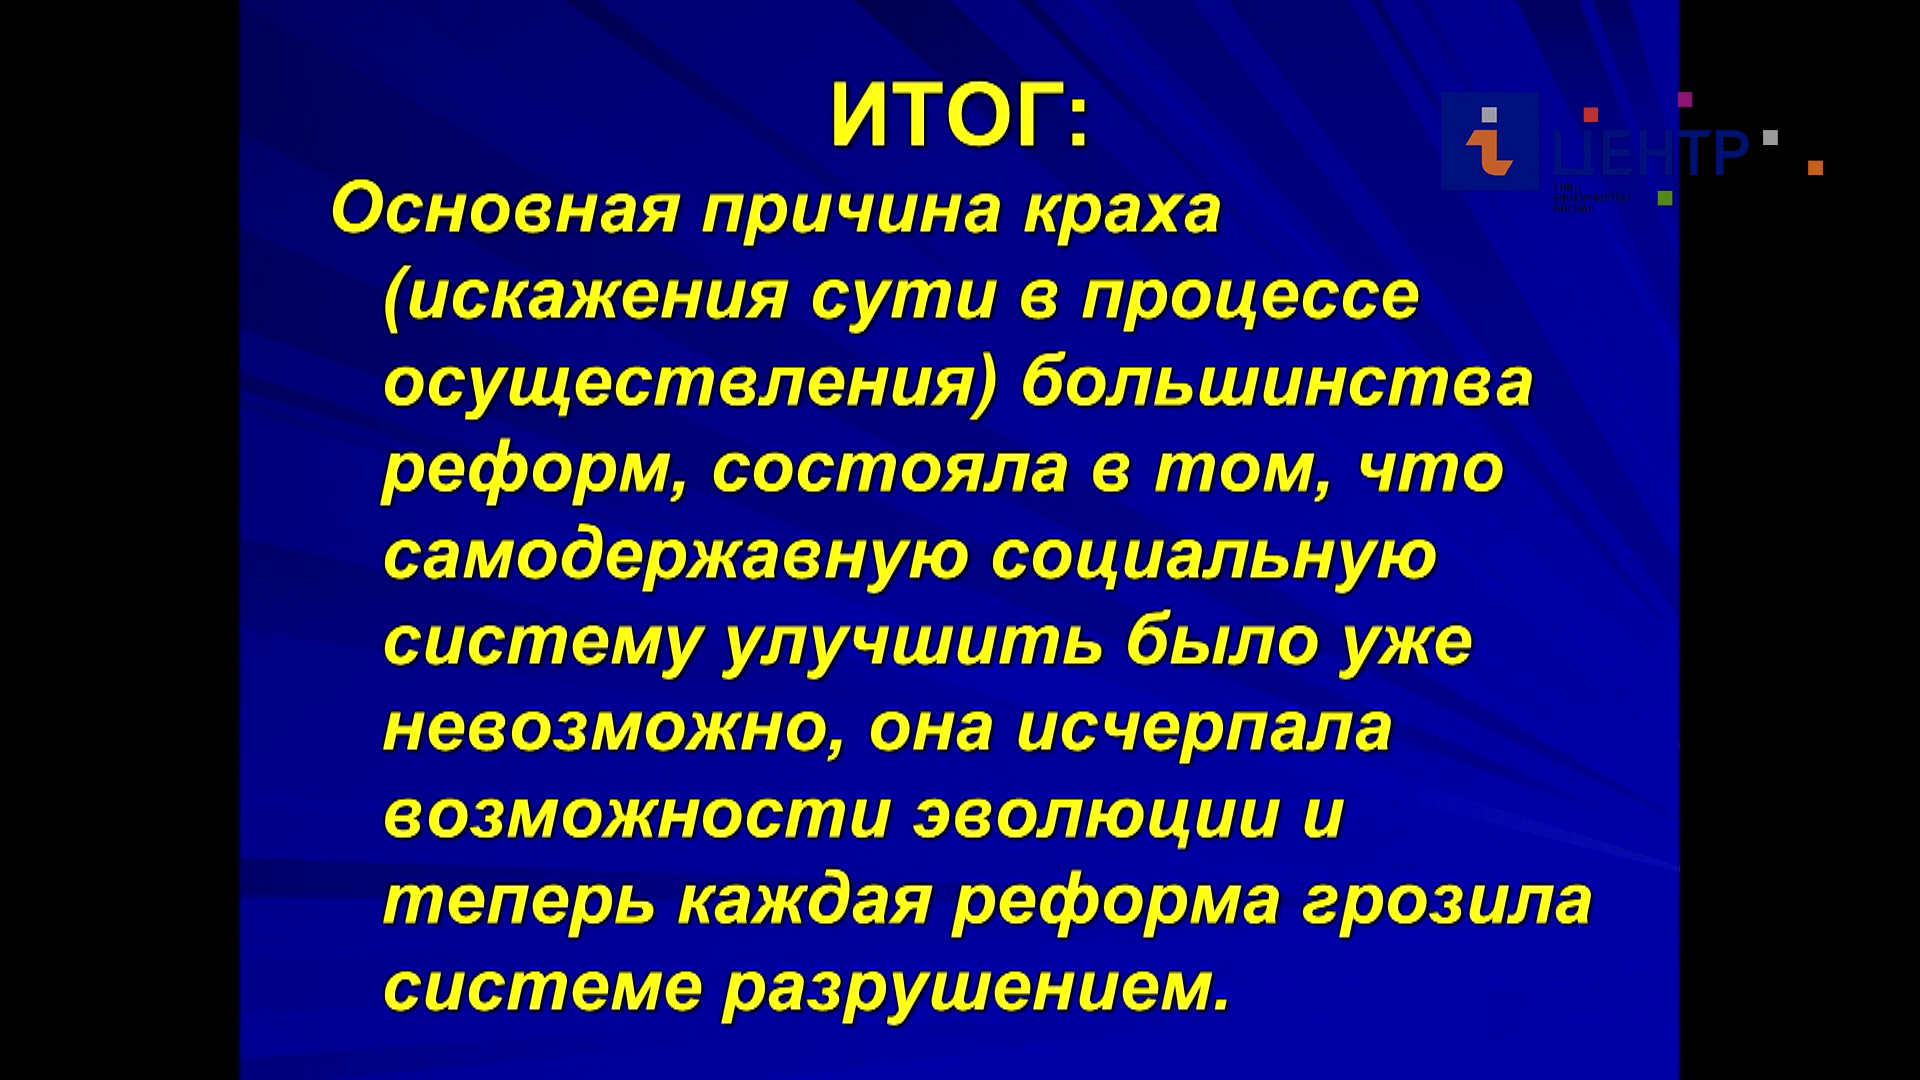 ИТОГ:
ЦЕНТР
Основная причина краха
(искажения сути в процессе
осуществления) большинства
реформ, состояла в том, что
самодержавную социальную
систему улучшить было уже
невозможно, она исчерпала
возможности эволюции и
теперь каждая реформа грозила
системе разрушением.